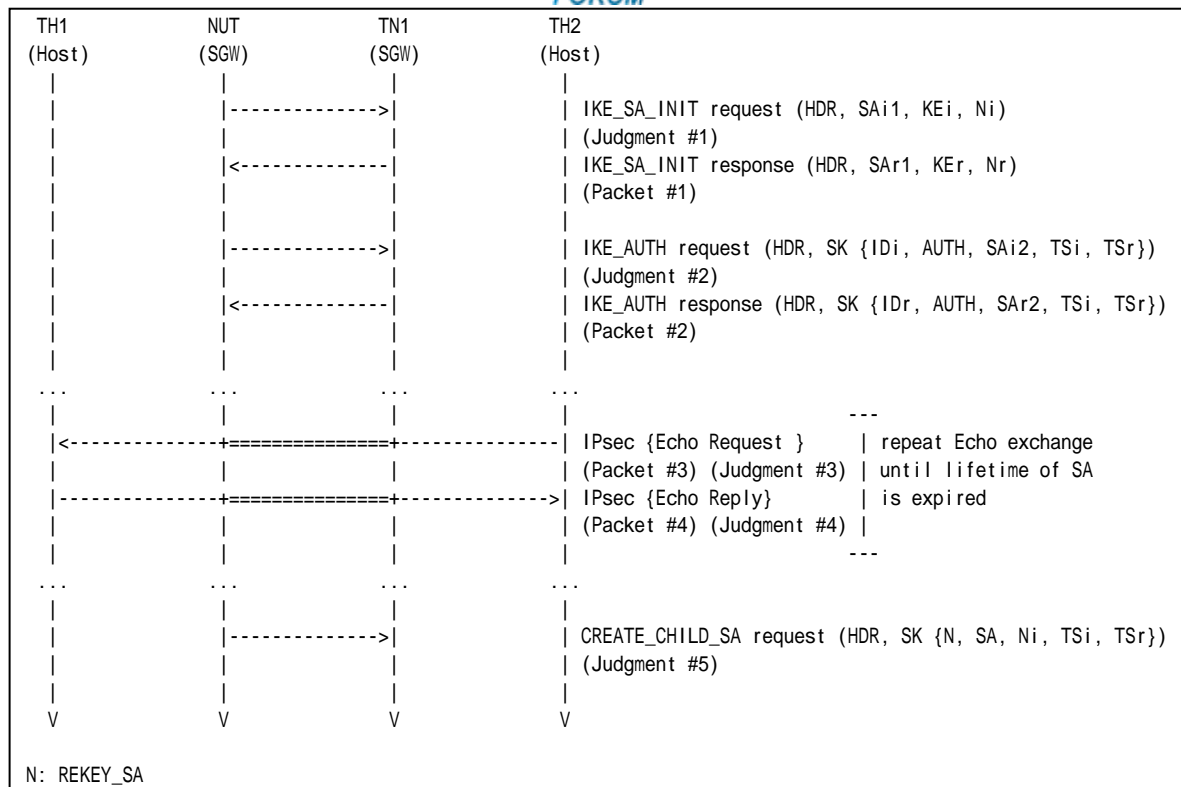 FORUM
TH1 NUT TN1 TH2
(Host) (SGW) (SGW) (Host)
| | | |
| |-------------->| | IKE_SA_INIT request (HDR, SAi1, KEi, Ni)
| | | | (Judgment #1)
| |<--------------| | IKE_SA_INIT response (HDR, SAr1, KEr, Nr)
| | | | (Packet #1)
| | | |
| |-------------->| | IKE_AUTH request (HDR, SK {IDi, AUTH, SAi2, TSi, TSr})
| | | | (Judgment #2)
| |<--------------| | IKE_AUTH response (HDR, SK {IDr, AUTH, SAr2, TSi, TSr})
| | | | (Packet #2)
| | | |
... ... ... ...
| | | | ---
|<--------------+===============+--------------| IPsec {Echo Request } | repeat Echo exchange
| | | | (Packet #3) (Judgment #3) | until lifetime of SA
|---------------+===============+------------->| IPsec {Echo Reply} | is expired
| | | | (Packet #4) (Judgment #4) |
| | | | ---
... ... ... ...
| | | |
| |-------------->| | CREATE_CHILD_SA request (HDR, SK {N, SA, Ni, TSi, TSr})
| | | | (Judgment #5)
| | | |
V V V V
N: REKEY_SA